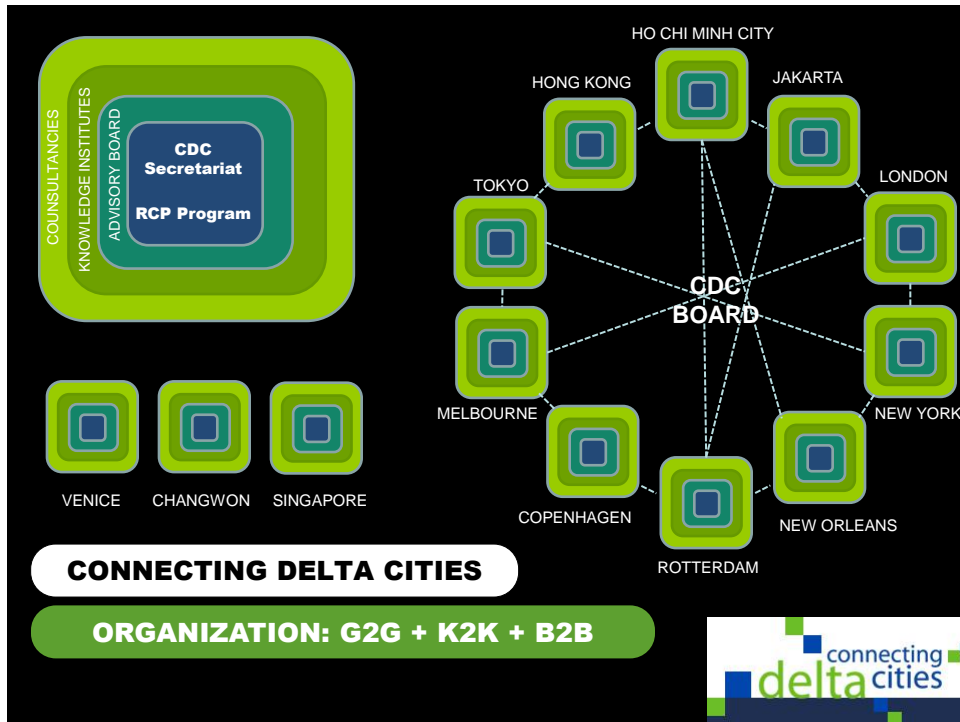 COUNSULTANCIES
KNOWLEDGE INSTITUTES
ADVISORY BOARD
CDC
Secretariat
RCP Program
HO CHI MINH CITY
HONG KONG
JAKARTA
TOKYO
LONDON
CDC
BOARD
MELBOURNE
NEW YORK
COPENHAGEN
NEW ORLEANS
ROTTERDAM
VENICE
CHANGWON
SINGAPORE
CONNECTING DELTA CITIES
ORGANIZATION: G2G + K2K + B2B
connecting
delta cities